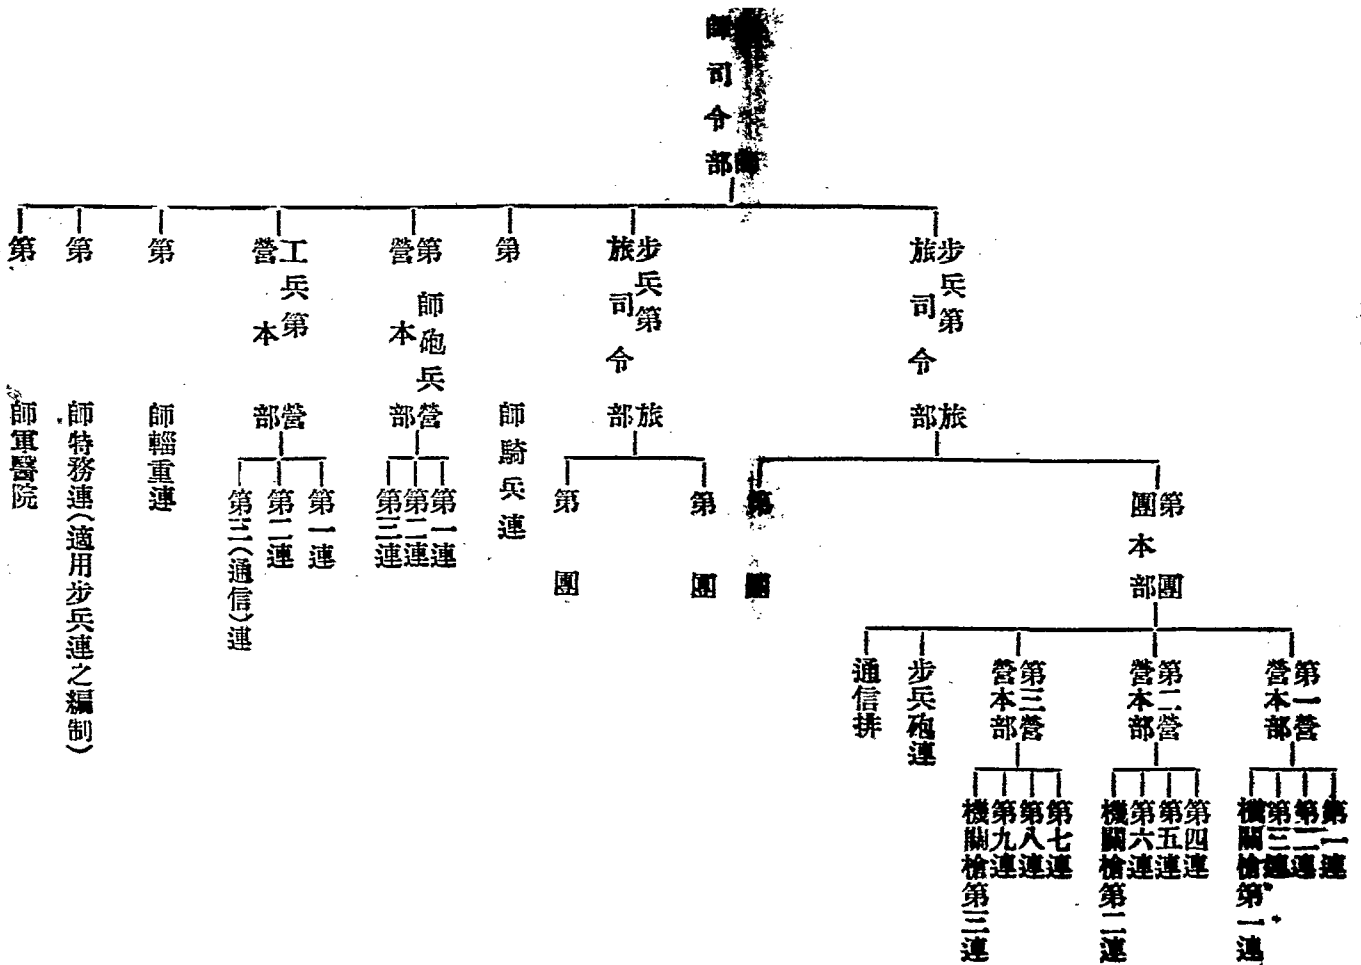 師司令部
步兵第　　旅
旅司令部
步兵第　　旅
旅司令部
第　　師騎兵連
第　師砲兵營
營本部
工兵第　　營
營本部
第　　師輜重連
第　　師特務連(適用步兵連之編制)
第　　師軍醫院
第　團
團本部
第　團
第　團
第　團
第一連
第二連
第三連
第一連
第二連
第三(通信)連
第一營
營本部
第二營
營本部
第三營
營本部
步兵砲連
通信排
第一連
第二連
第三連
機關槍第一連
第四連
第五連
第六連
機關槍第二連
第七連
第八連
第九連
機關槍第三連